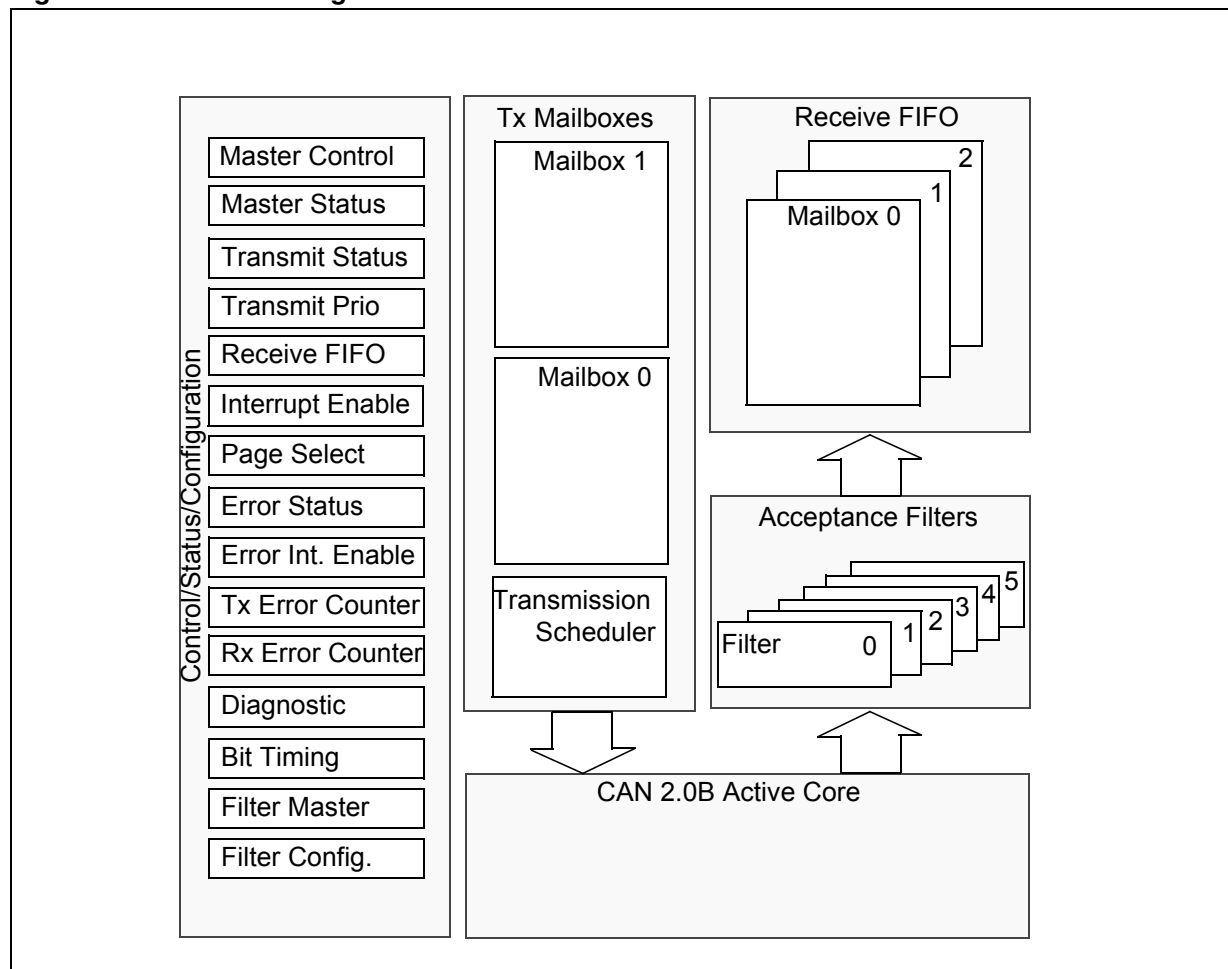 Control/Status/Configuration
Master Control
Master Status
Transmit Status
Transmit Prio
Receive FIFO
Interrupt Enable
Page Select
Error Status
Error Int. Enable
Tx Error Counter
Rx Error Counter
Diagnostic
Bit Timing
Filter Master
Filter Config.
Tx Mailboxes
Mailbox 1
Mailbox 0
Transmission
Scheduler
Receive FIFO
2
1
Mailbox 0
Acceptance Filters
5
4
3
2
1
Filter 0
CAN 2.0B Active Core